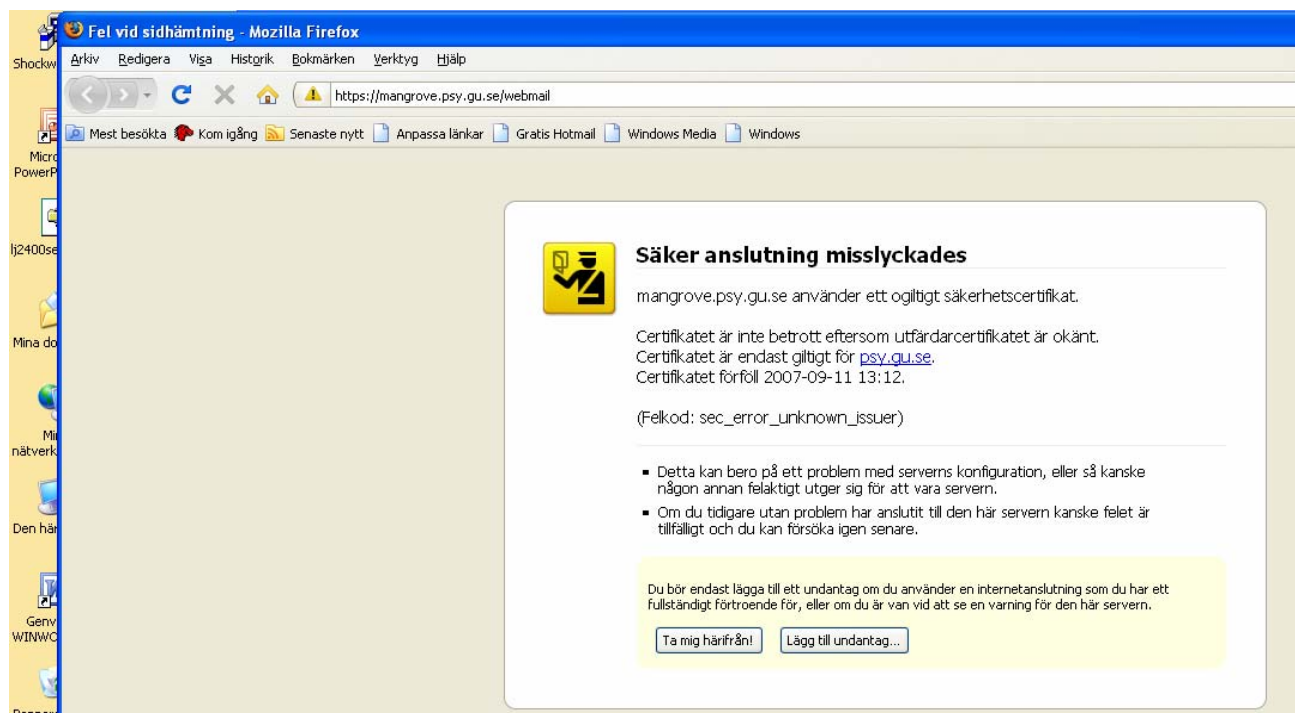 Fel vid sidhämtning - Mozilla Firefox
Shockw
Arkiv Redigera Visa Historik Bokmärken Verktyg Hjälp
https://mangrove.psy.gu.se/webmail
Mest besökta Kom igång Senaste nytt Anpassa länkar Gratis Hotmail Windows Media Windows
Micro
PowerP
lj2400se
Mina do
Mi
nätverk
Den här
Genv
WINWO
Säker anslutning misslyckades
mangrove.psy.gu.se använder ett ogiltigt säkerhetscertifikat.
Certifikatet är inte betrott eftersom utfärdarcertifikatet är okänt.
Certifikatet är endast giltigt för psy.gu.se.
Certifikatet förföll 2007-09-11 13:12.
(Felkod: sec_error_unknown_issuer)
Detta kan bero på ett problem med serverns konfiguration, eller så kanske
någon annan felaktigt utger sig för att vara servern.
Om du tidigare utan problem har anslutit till den här servern kanske felet är
tillfälligt och du kan försöka igen senare.
Du bör endast lägga till ett undantag om du använder en internetanslutning som du har ett
fullständigt förtroende för, eller om du är van vid att se en varning för den här servern.
Ta mig härifrån! Lägg till undantag...